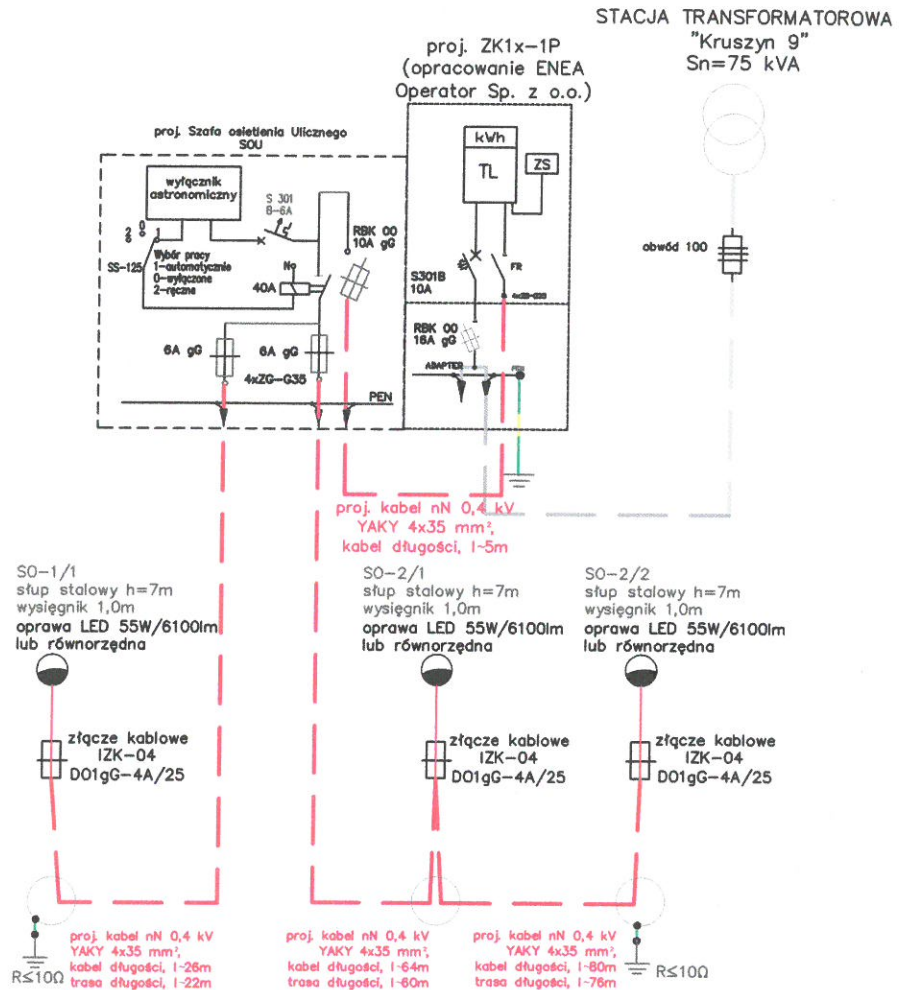 STACJA TRANSFORMATOROWA
"Kruszyn 9"
Sn=75 kVA
proj. ZK1x-1P
(opracowanie ENEA
Operator Sp. z o.o.)
proj. Szafa osietlenia Ulicznego
SOU
wyłącznik
astronomiczny
S 301
B-6A
2 0 1
SS-125
Wybór pracy
1-automatycznie
0-wyłączone
2-ręczne
No
40A
RBK 00
10A gG
6A gG
6A gG
4xZG-G35
PEN
kWh
TL
ZS
S301B
10A
FR
4xZG-G35
RBK 00
16A gG
ADAPTER
PEN
obwód 100
proj. kabel nN 0,4 kV
YAKY 4x35 mm²,
kabel długości, l~5m
SO-1/1
słup stalowy h=7m
wysięgnik 1,0m
oprawa LED 55W/6100lm
lub równorzędna
złącze kablowe
IZK-04
D01gG-4A/25
SO-2/1
słup stalowy h=7m
wysięgnik 1,0m
oprawa LED 55W/6100lm
lub równorzędna
złącze kablowe
IZK-04
D01gG-4A/25
SO-2/2
słup stalowy h=7m
wysięgnik 1,0m
oprawa LED 55W/6100lm
lub równorzędna
złącze kablowe
IZK-04
D01gG-4A/25
R≤10Ω
proj. kabel nN 0,4 kV
YAKY 4x35 mm²,
kabel długości, l~26m
trasa długości, l~22m
proj. kabel nN 0,4 kV
YAKY 4x35 mm²,
kabel długości, l~64m
trasa długości, l~60m
proj. kabel nN 0,4 kV
YAKY 4x35 mm²,
kabel długości, l~80m
trasa długości, l~76m
R≤10Ω